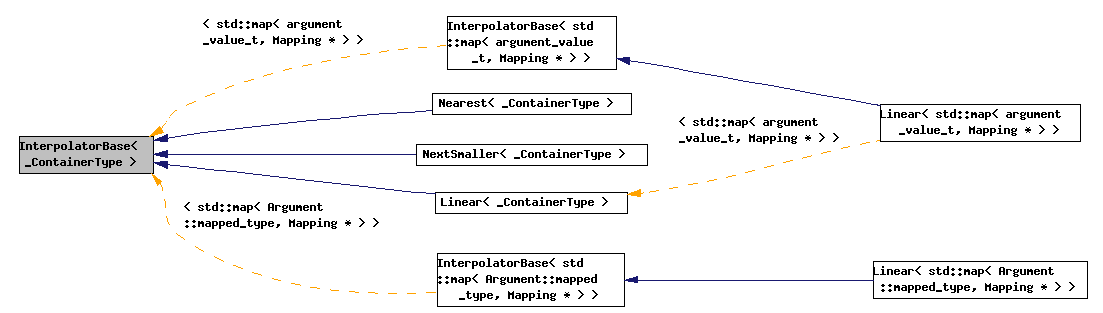 < std::map< argument
_value_t, Mapping * > >
InterpolatorBase< std
::map< argument_value
_t, Mapping * > >
Nearest< _ContainerType >
Linear< std::map< argument
_value_t, Mapping * > >
< std::map< argument
_value_t, Mapping * > >
InterpolatorBase<
_ContainerType >
NextSmaller< _ContainerType >
Linear< _ContainerType >
< std::map< Argument
::mapped_type, Mapping * > >
InterpolatorBase< std
::map< Argument::mapped
_type, Mapping * > >
Linear< std::map< Argument
::mapped_type, Mapping * > >